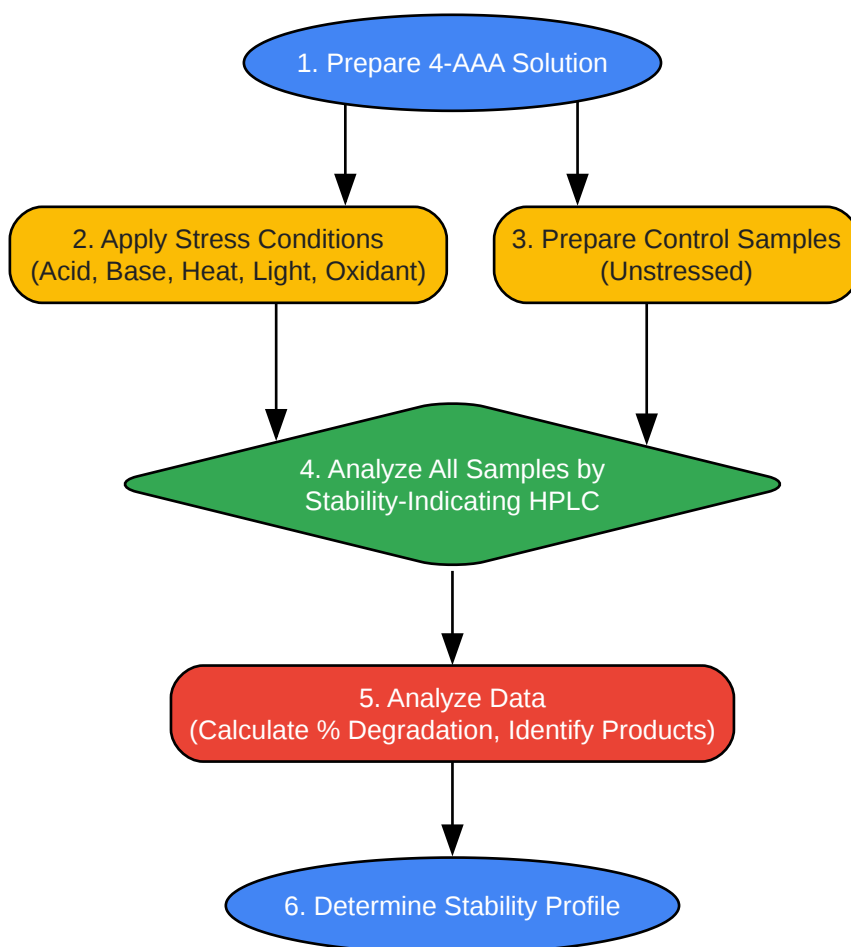 1. Prepare 4-AAA Solution
2. Apply Stress Conditions
(Acid, Base, Heat, Light, Oxidant)
3. Prepare Control Samples
(Unstressed)
4. Analyze All Samples by
Stability-Indicating HPLC
5. Analyze Data
(Calculate % Degradation, Identify Products)
6. Determine Stability Profile